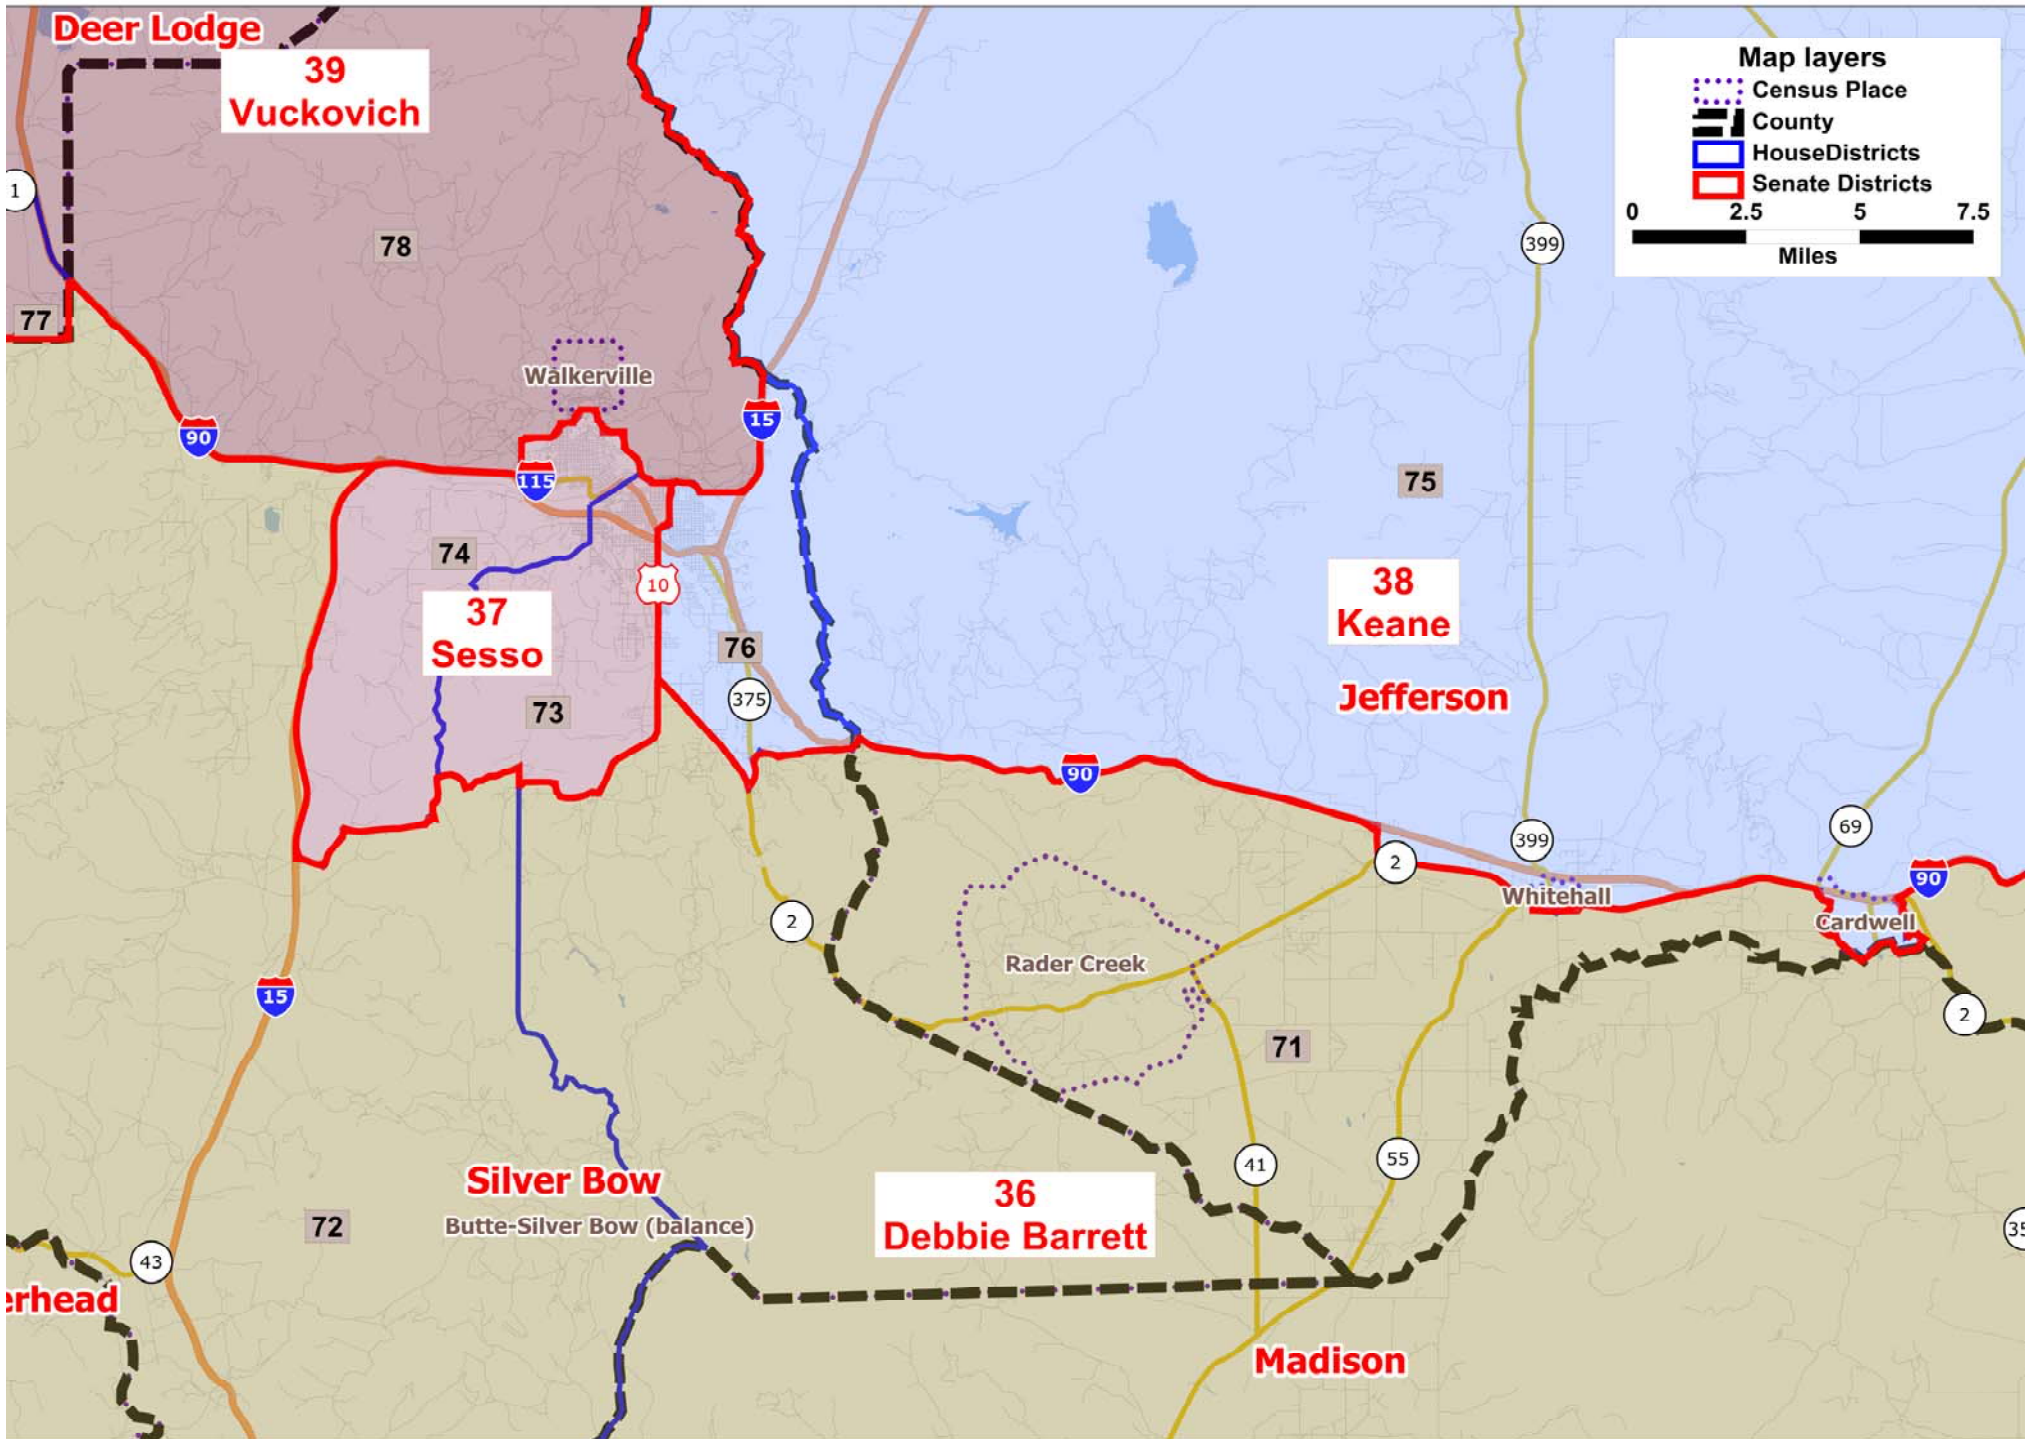 Deer Lodge
39
Vuckovich
Map layers
Census Place
County
HouseDistricts
Senate Districts
0 2.5 5 7.5
Miles
1
78
399
77
Walkerville
15
90
115
75
74
10
38
Keane
37
Sesso
76
Jefferson
375
73
90
399
69
2
90
Whitehall
Cardwell
2
Rader Creek
15
2
71
41
55
Silver Bow
36
Debbie Barrett
72
Butte-Silver Bow (balance)
35
43
erhead
Madison